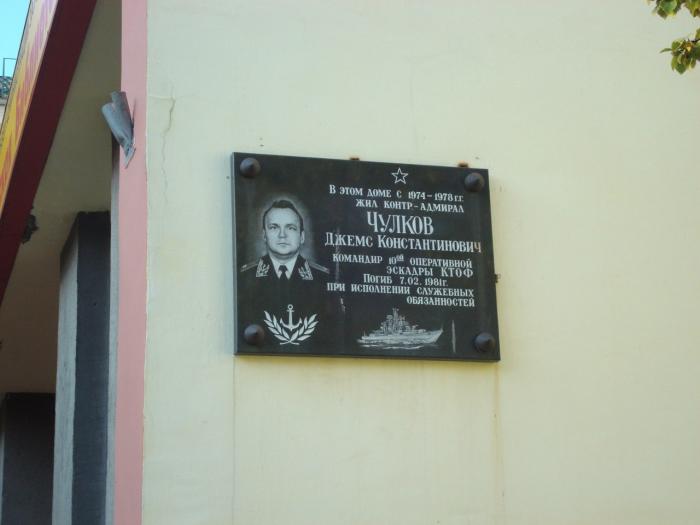 В ЭТОМ ДОМЕ С 1974-1978 г.г.
ЖИЛ КОНТР-АДМИРАЛ
ЧУЛКОВ
ДЖЕМС КОНСТАНТИНОВИЧ
КОМАНДИР 10ОЙ ОПЕРАТИВНОЙ
ЭСКАДРЫ КТОФ
ПОГИБ 7.02.1981г.
ПРИ ИСПОЛНЕНИИ СЛУЖЕБНЫХ
ОБЯЗАННОСТЕЙ